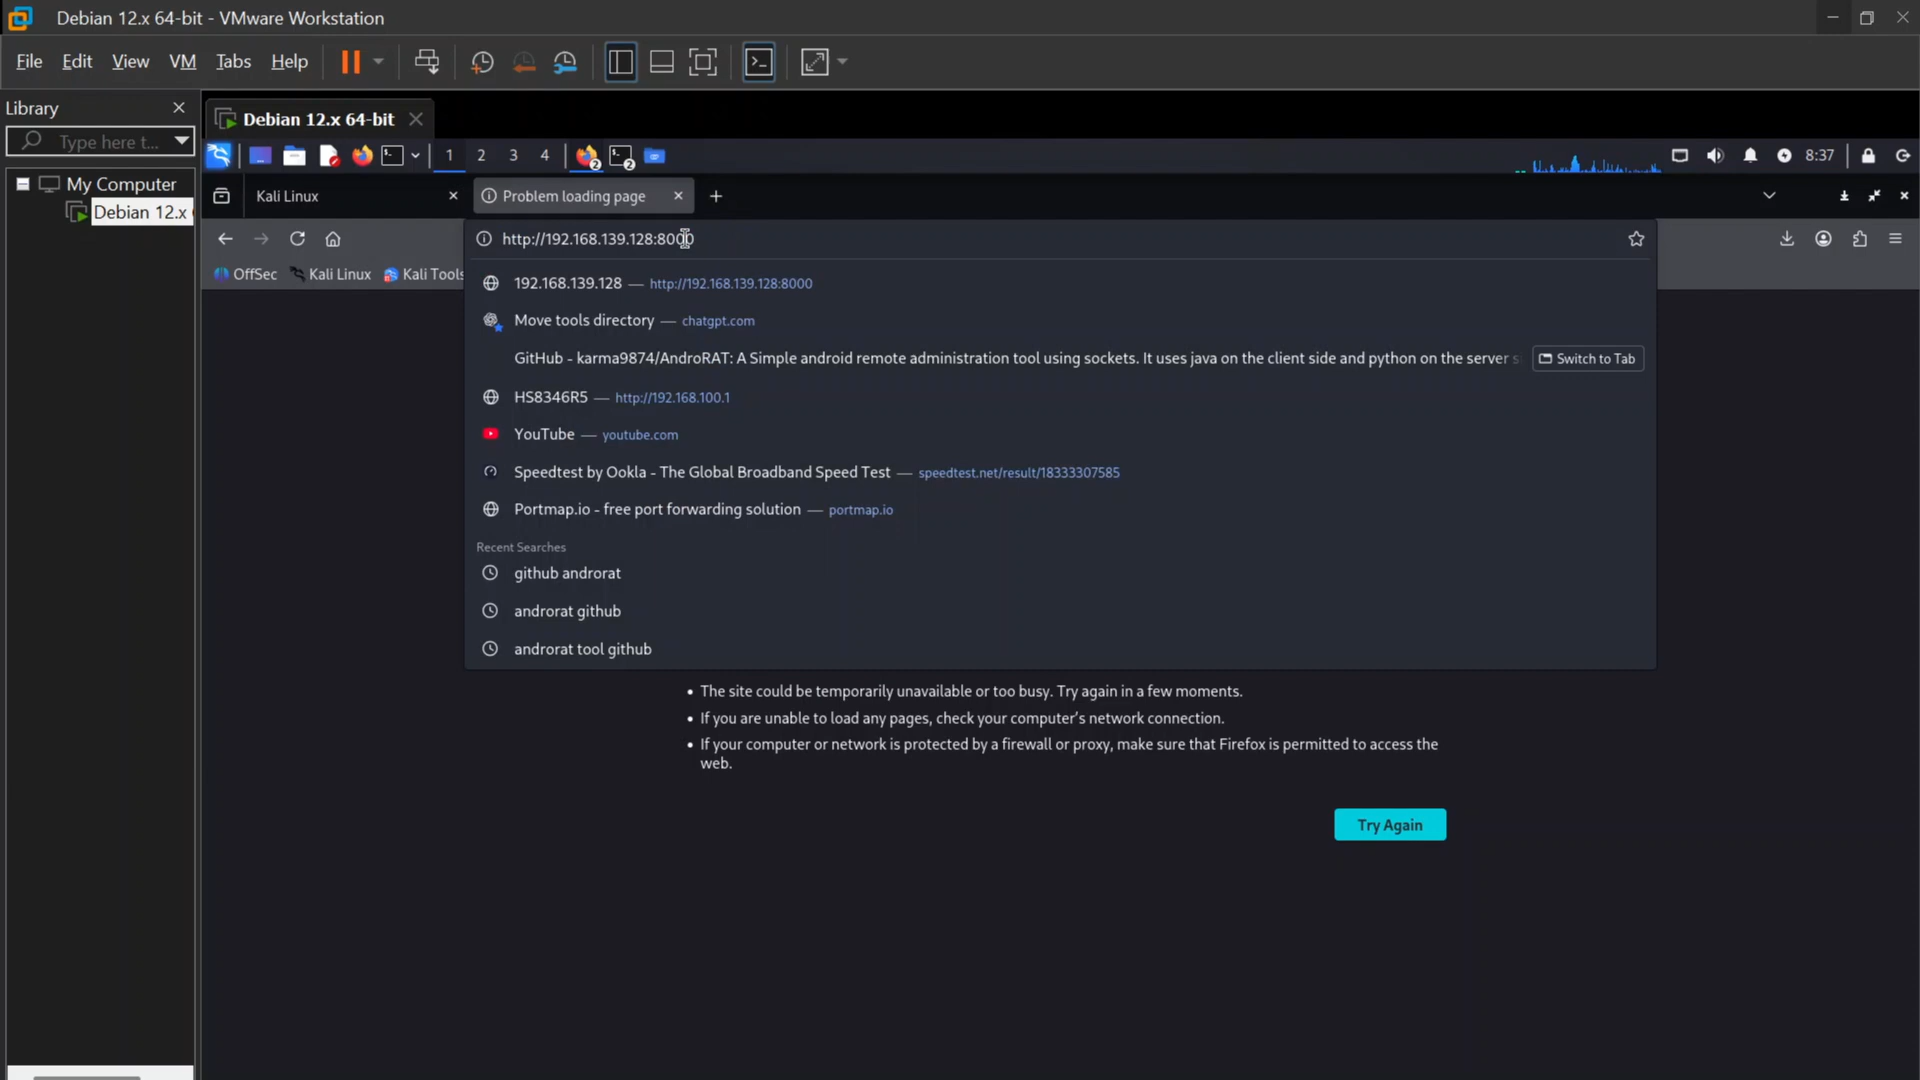 Debian 12.x 64-bit - VMware Workstation
File Edit View VM Tabs Help
Library
Debian 12.x 64-bit
Type here t...
1 2 3 4
2
2
8:37
My Computer
Debian 12.x
Kali Linux
Problem loading page
http://192.168.139.128:8000
OffSec Kali Linux Kali Tools
192.168.139.128 — http://192.168.139.128:8000
Move tools directory — chatgpt.com
GitHub - karma9874/AndroRAT: A Simple android remote administration tool using sockets. It uses java on the client side and python on the server s
Switch to Tab
HS8346R5 — http://192.168.100.1
YouTube — youtube.com
Speedtest by Ookla - The Global Broadband Speed Test — speedtest.net/result/18333307585
Portmap.io - free port forwarding solution — portmap.io
Recent Searches
github androrat
androrat github
androrat tool github
• The site could be temporarily unavailable or too busy. Try again in a few moments.
• If you are unable to load any pages, check your computer’s network connection.
• If your computer or network is protected by a firewall or proxy, make sure that Firefox is permitted to access the
web.
Try Again